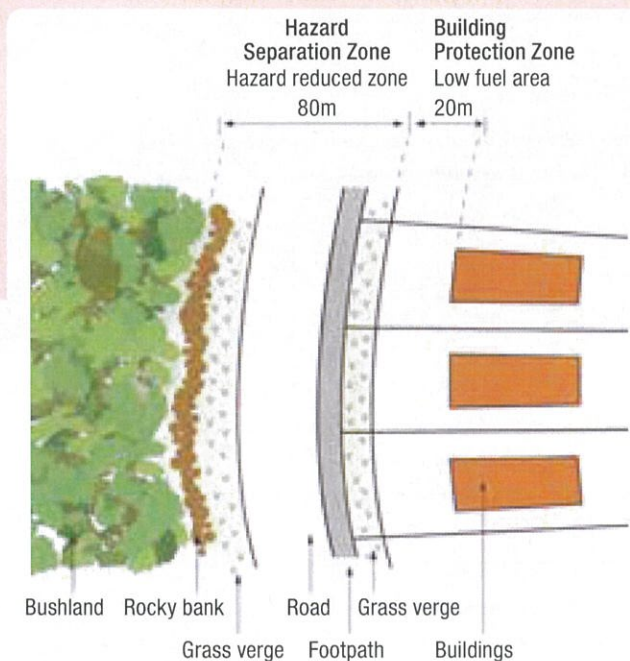 Hazard
Separation Zone
Hazard reduced zone
80m
Building
Protection Zone
Low fuel area
20m
Bushland
Rocky bank
Road
Grass verge
Grass verge
Footpath
Buildings